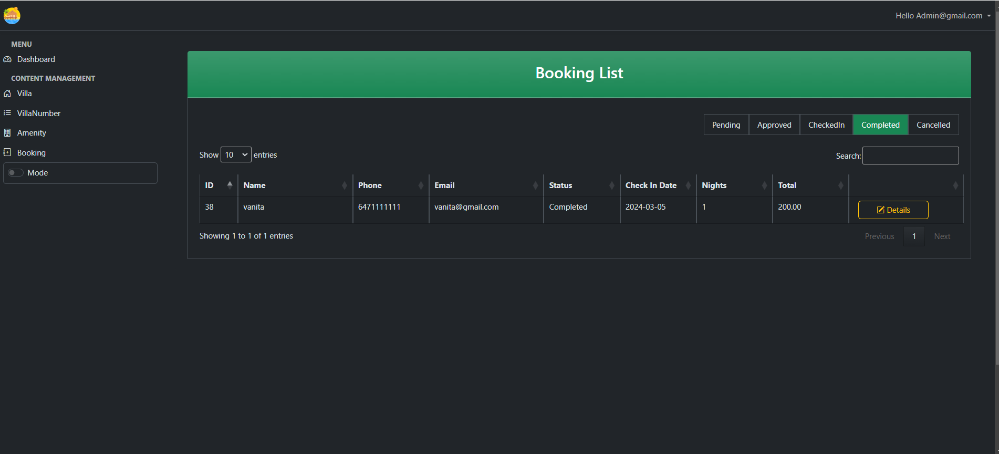 Hello Admin@gmail.com
MENU
Dashboard
CONTENT MANAGEMENT
Villa
VillaNumber
Amenity
Booking
Mode
Booking List
Pending Approved CheckedIn Completed Cancelled
Show 10 entries Search:
ID Name Phone Email Status Check In Date Nights Total
38 vanita 6471111111 vanita@gmail.com Completed 2024-03-05 1 200.00 Details
Showing 1 to 1 of 1 entries Previous 1 Next